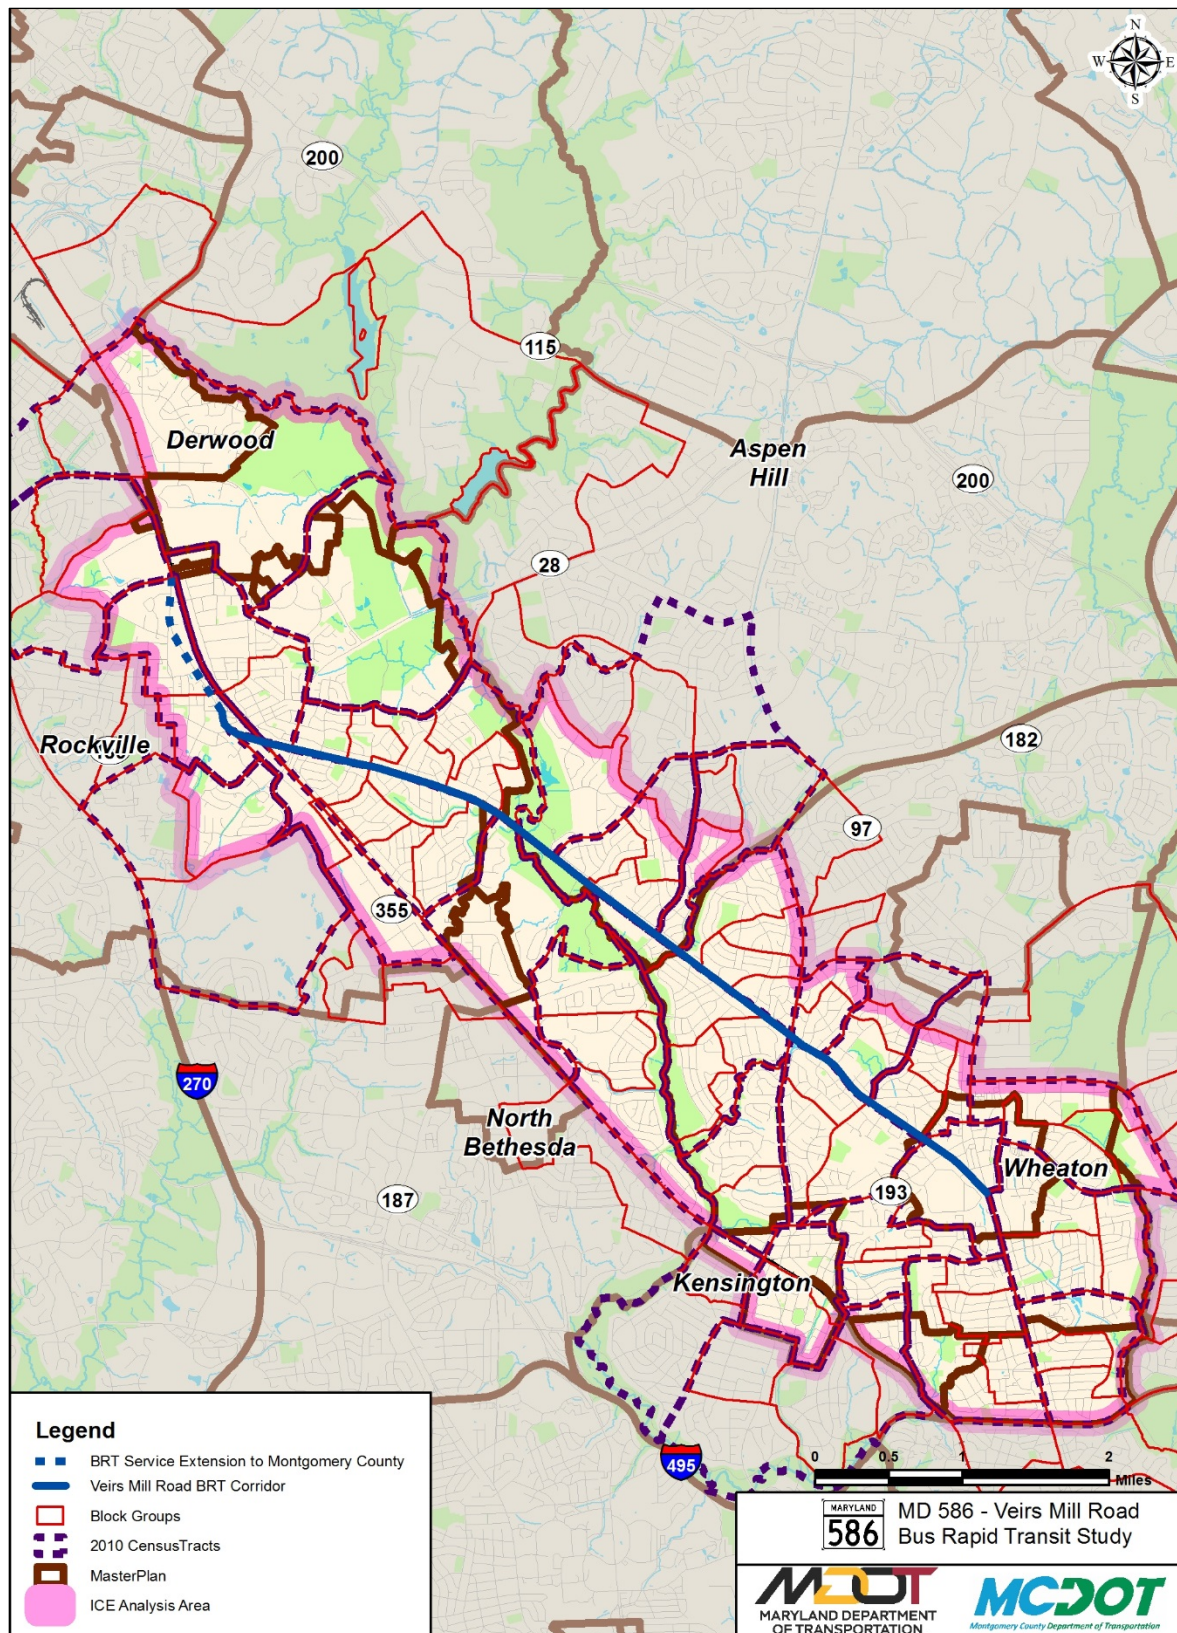 N
W E
S
200
115
Derwood
Aspen
Hill
200
28
Rockville
182
97
355
270
North
Bethesda
Wheaton
193
187
Kensington
495
Legend
BRT Service Extension to Montgomery County
Veirs Mill Road BRT Corridor
Block Groups
2010 CensusTracts
MasterPlan
ICE Analysis Area
0 0.5 1 2
Miles
MARYLAND
586
MD 586 - Veirs Mill Road
Bus Rapid Transit Study
MDOT
MARYLAND DEPARTMENT
OF TRANSPORTATION
MCDOT
Montgomery County Department of Transportation